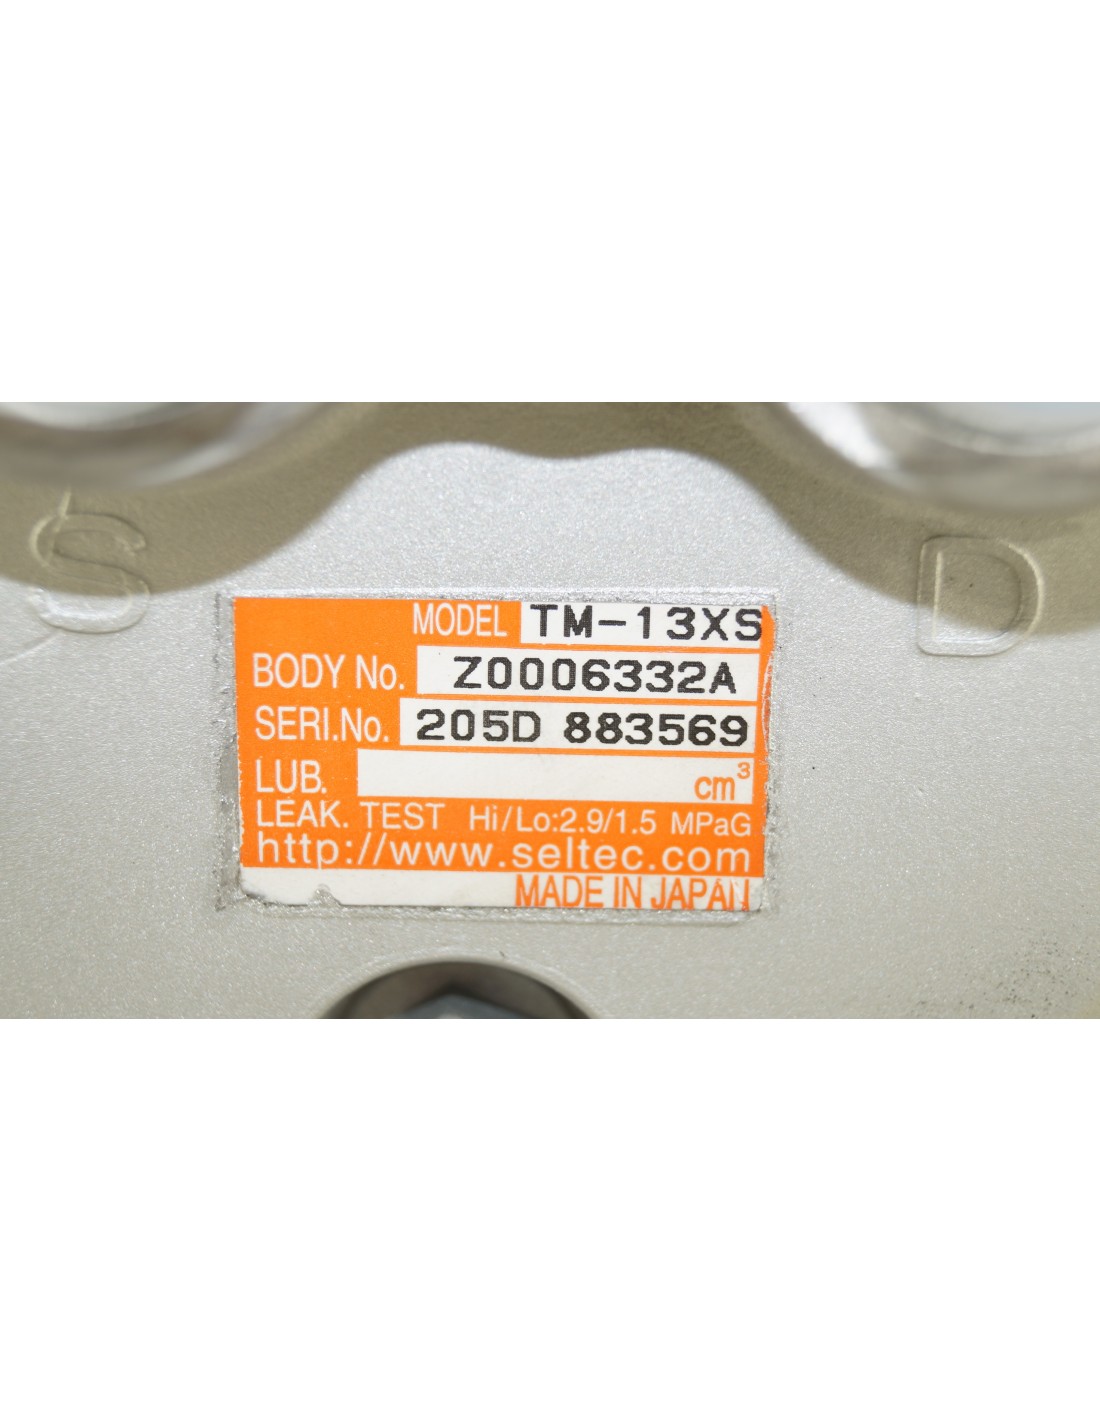 S D
MODEL TM-13XS
BODY No. Z0006332A
SERI.No. 205D 883569
LUB. cm³
LEAK. TEST Hi/Lo:2.9/1.5 MPaG
http://www.seltec.com
MADE IN JAPAN